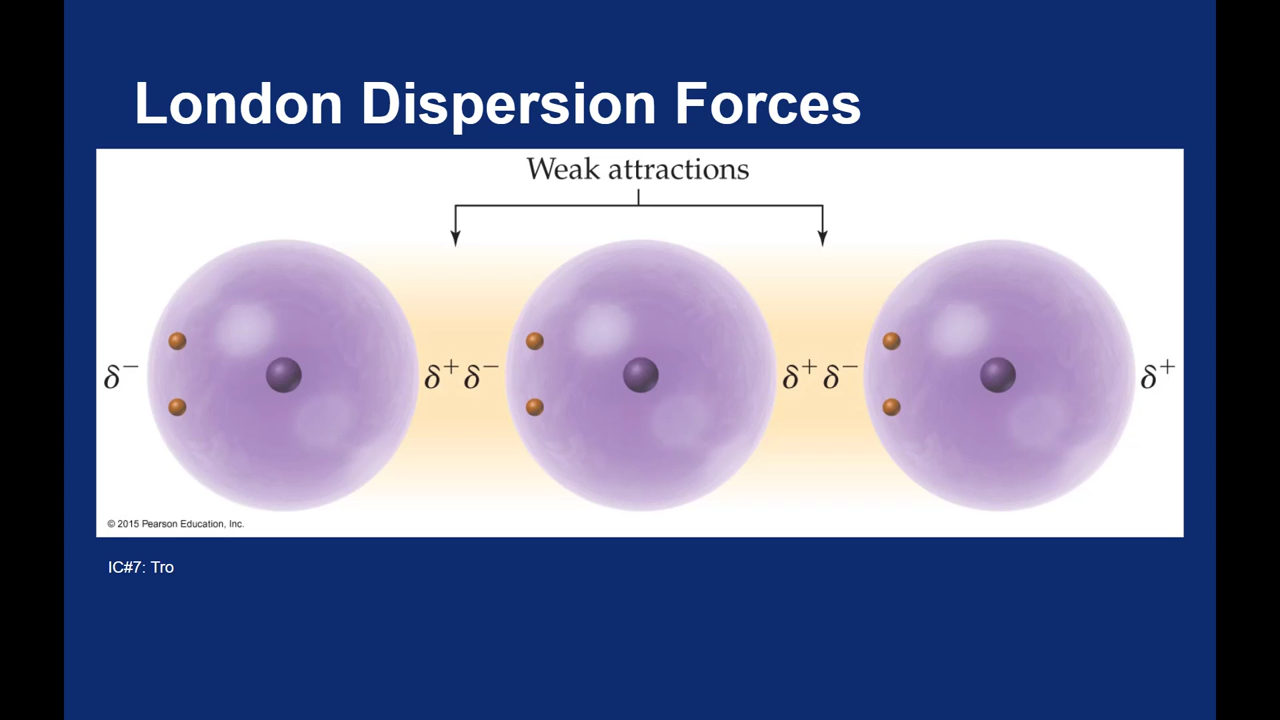 London Dispersion Forces
Weak attractions
δ⁻ δ⁺ δ⁻ δ⁺ δ⁻ δ⁺
© 2015 Pearson Education, Inc.
IC#7: Tro